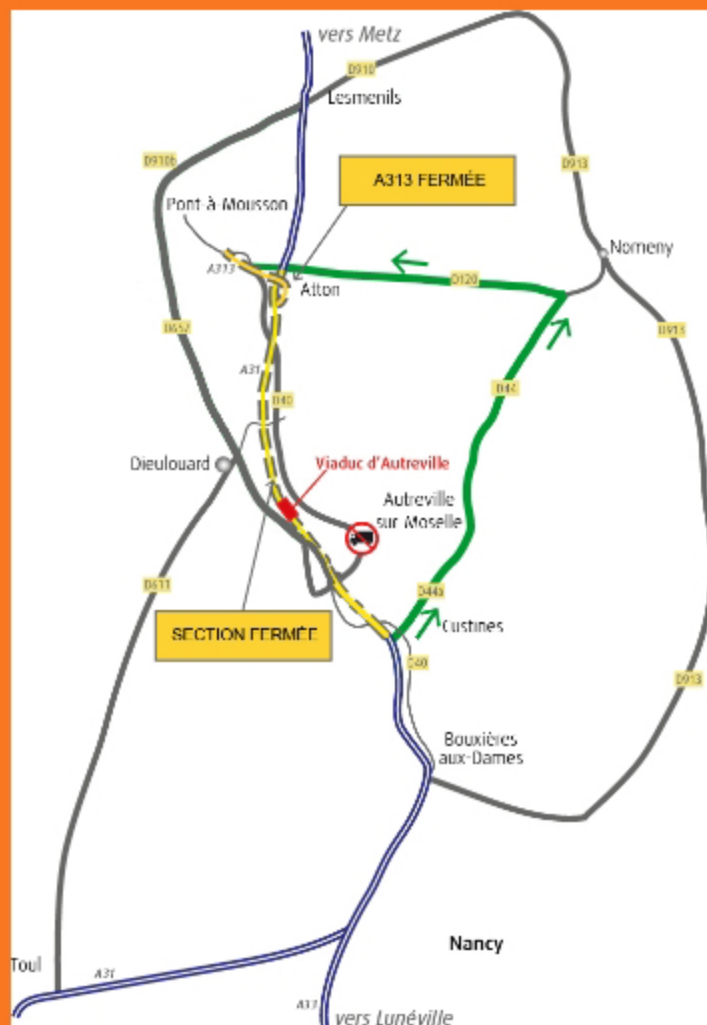 vers Metz
D910
Lesmenils
D910b
D913
A313 FERMÉE
Pont-à-Mousson
Nomeny
A313
D120
Atton
D657
D913
A31
D40
D44
Dieulouard
Viaduc d'Autreville
Autreville
sur Moselle
D611
D44a
SECTION FERMÉE
Custines
D40
D913
Bouxières
aux-Dames
Nancy
Toul
A31
A33
vers Lunéville